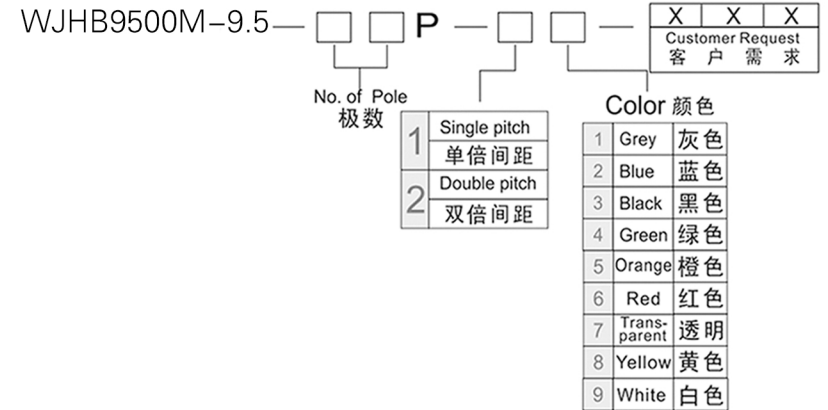 WJHB9500M-9.5— P — —
X X X
Customer Request
客 户 需 求
No. of Pole
极数
1 Single pitch
单倍间距
2 Double pitch
双倍间距
Color 颜色
1 Grey 灰色
2 Blue 蓝色
3 Black 黑色
4 Green 绿色
5 Orange 橙色
6 Red 红色
7 Trans-
parent 透明
8 Yellow 黄色
9 White 白色